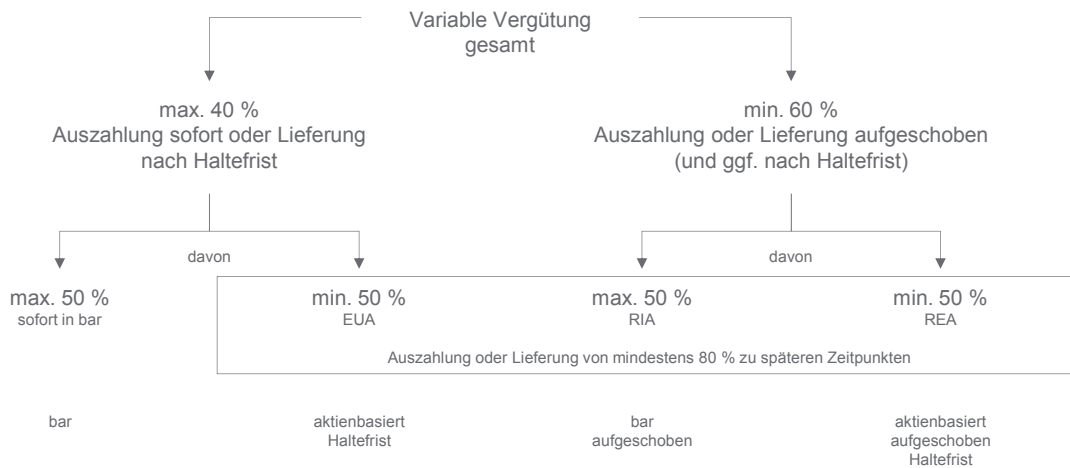 Variable Vergütung
gesamt
max. 40 %
Auszahlung sofort oder Lieferung
nach Haltefrist
min. 60 %
Auszahlung oder Lieferung aufgeschoben
(und ggf. nach Haltefrist)
davon
davon
max. 50 %
sofort in bar
min. 50 %
EUA
max. 50 %
RIA
min. 50 %
REA
Auszahlung oder Lieferung von mindestens 80 % zu späteren Zeitpunkten
bar
aktienbasiert
Haltefrist
bar
aufgeschoben
aktienbasiert
aufgeschoben
Haltefrist